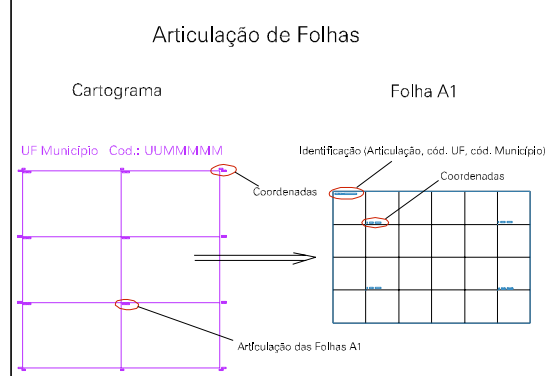 Articulação de Folhas
Cartograma
Folha A1
UF Município Cod.: UUMMMMM
Identificação (Articulação, cód. UF, cód. Município)
Coordenadas
Coordenadas
Articulação das Folhas A1